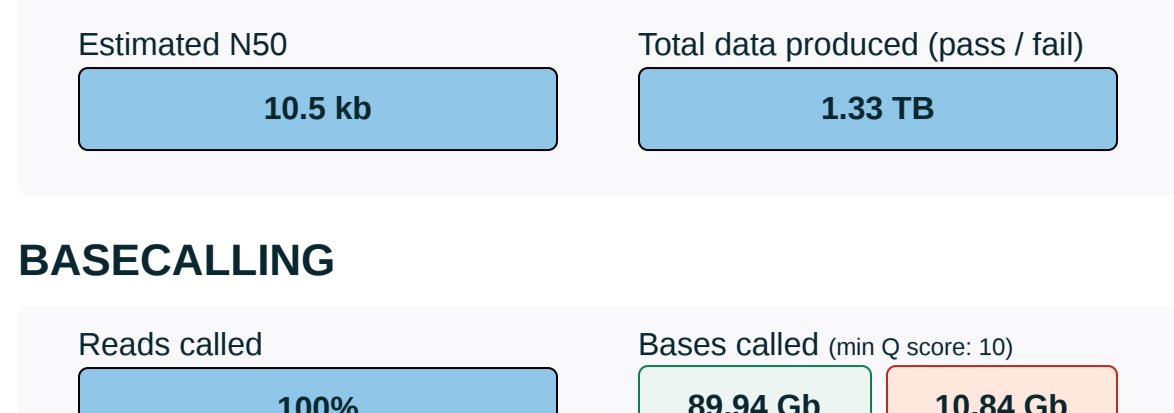 Estimated N50
Total data produced (pass / fail)
10.5 kb
1.33 TB
BASECALLING
Reads called
Bases called (min Q score: 10)
100%
89.94 Gb
10.84 Gb